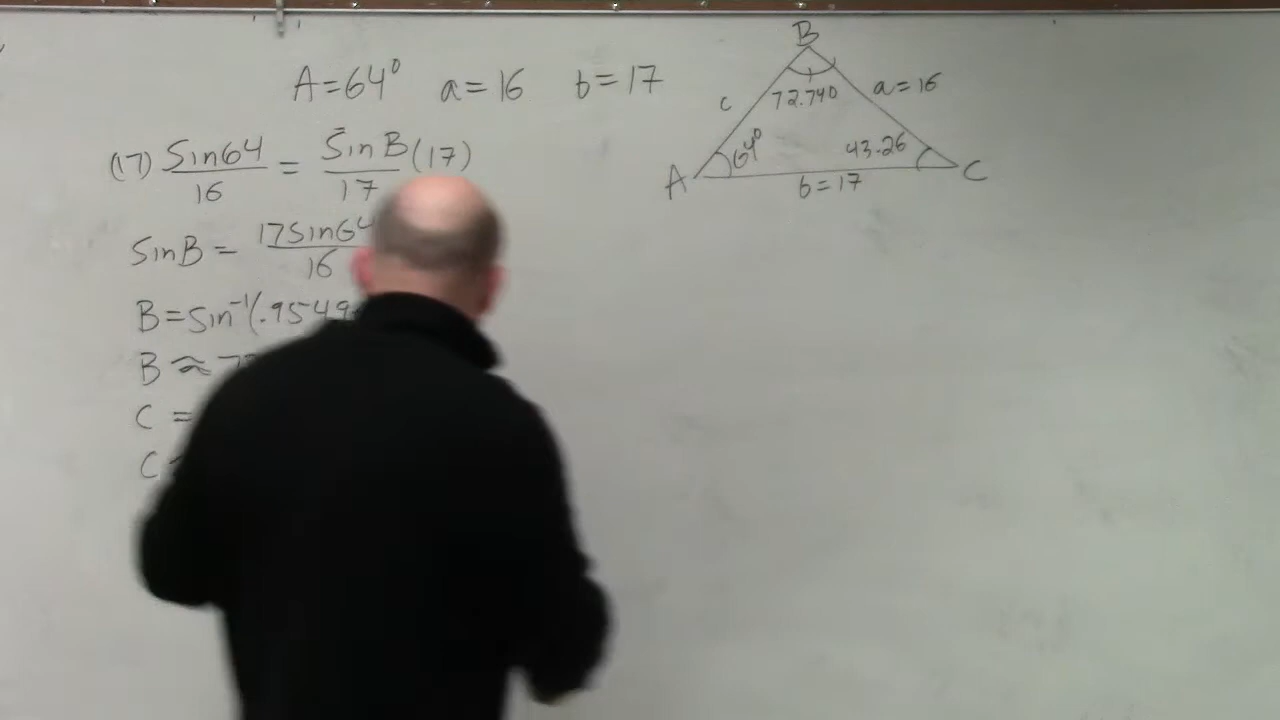 A=64° a=16 b=17
(17) Sin64/16 = SinB/17 (17)
SinB = 17Sin64/16
B=Sin⁻¹(.9549
B ≈ 7
C =
C
B
c
72.740
a=16
64°
43.26
A
b=17
C